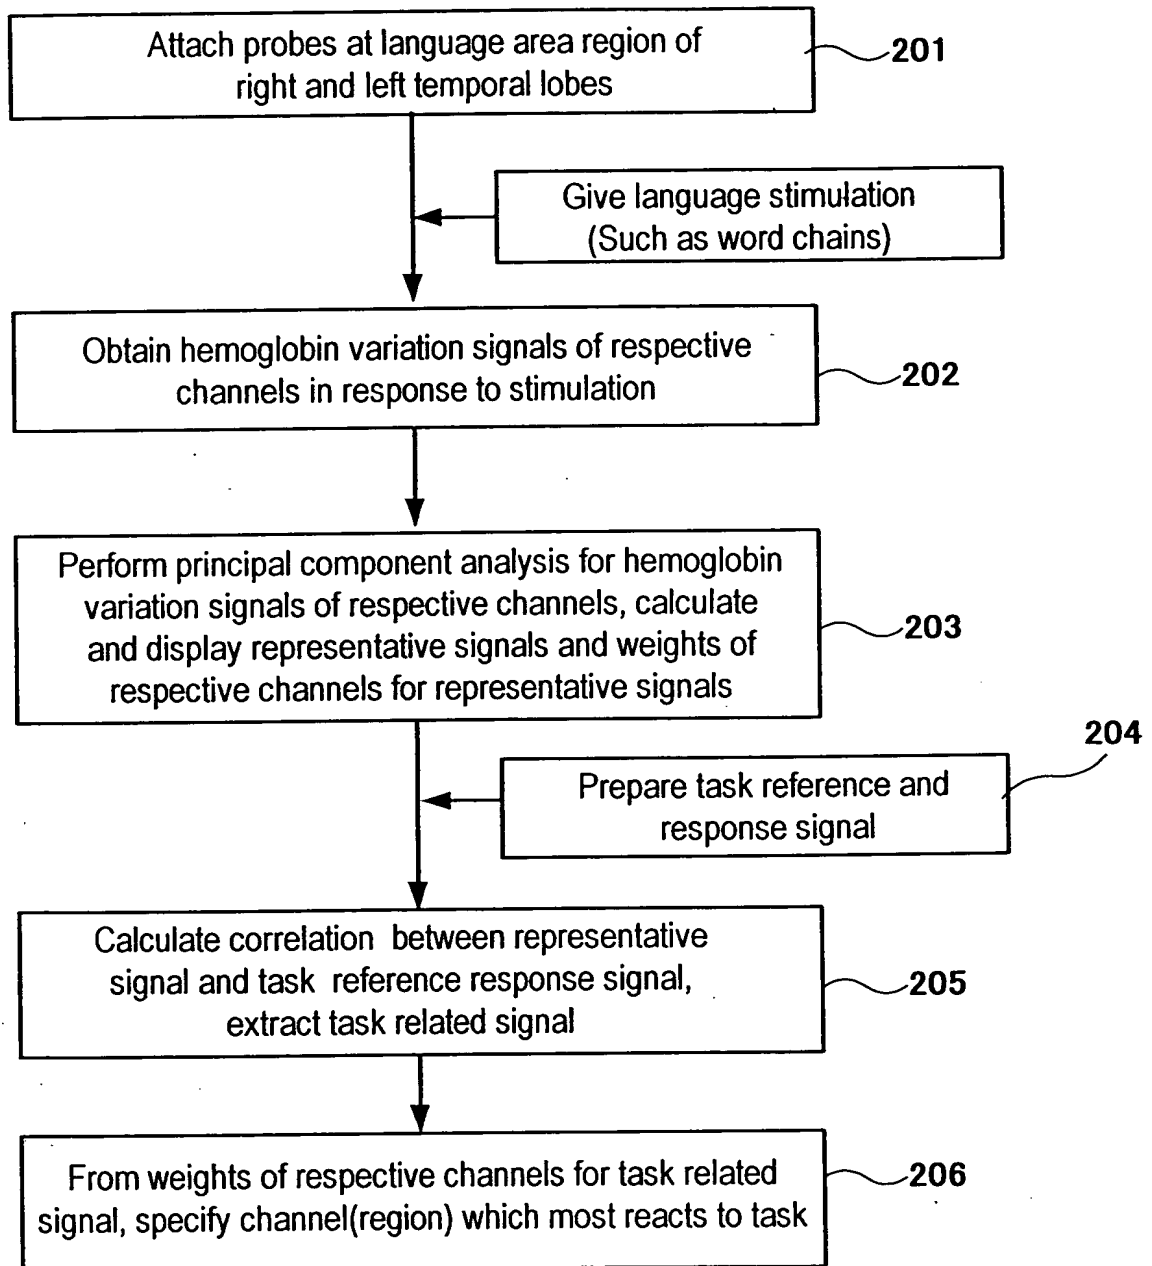 Attach probes at language area region of
right and left temporal lobes
201
Give language stimulation
(Such as word chains)
Obtain hemoglobin variation signals of respective
channels in response to stimulation
202
Perform principal component analysis for hemoglobin
variation signals of respective channels, calculate
and display representative signals and weights of
respective channels for representative signals
203
204
Prepare task reference and
response signal
Calculate correlation between representative
signal and task reference response signal,
extract task related signal
205
From weights of respective channels for task related
signal, specify channel(region) which most reacts to task
206